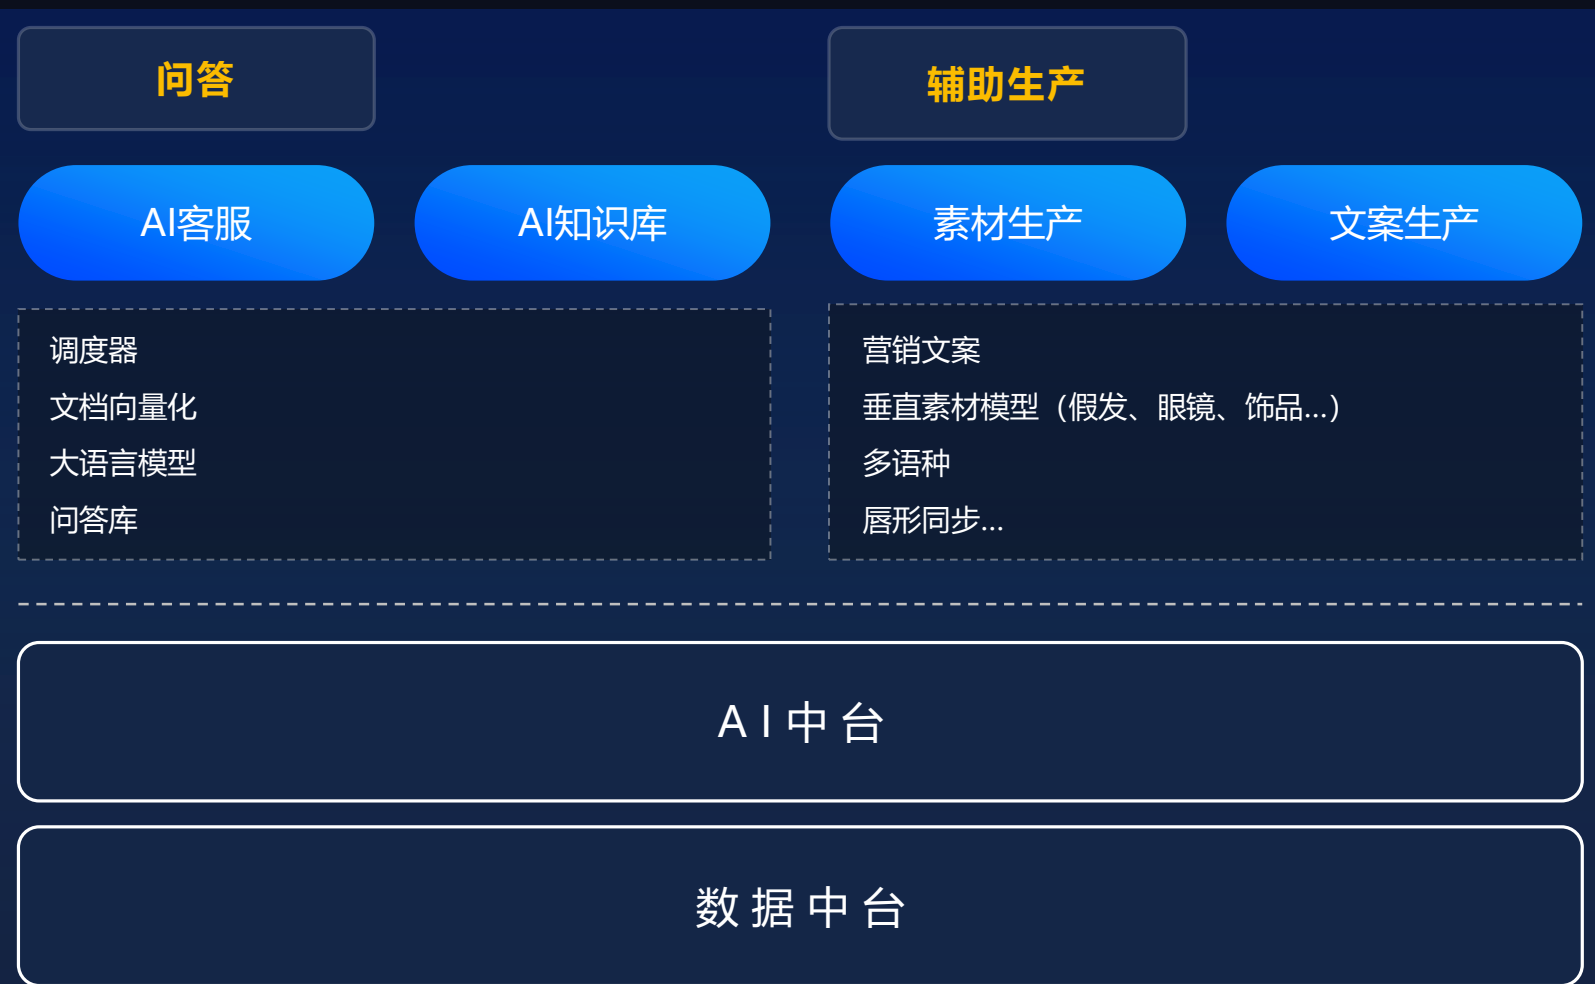 问答
AI客服
AI知识库
调度器
文档向量化
大语言模型
问答库
辅助生产
素材生产
文案生产
营销文案
垂直素材模型（假发、眼镜、饰品...）
多语种
唇形同步...
AI中台
数据中台